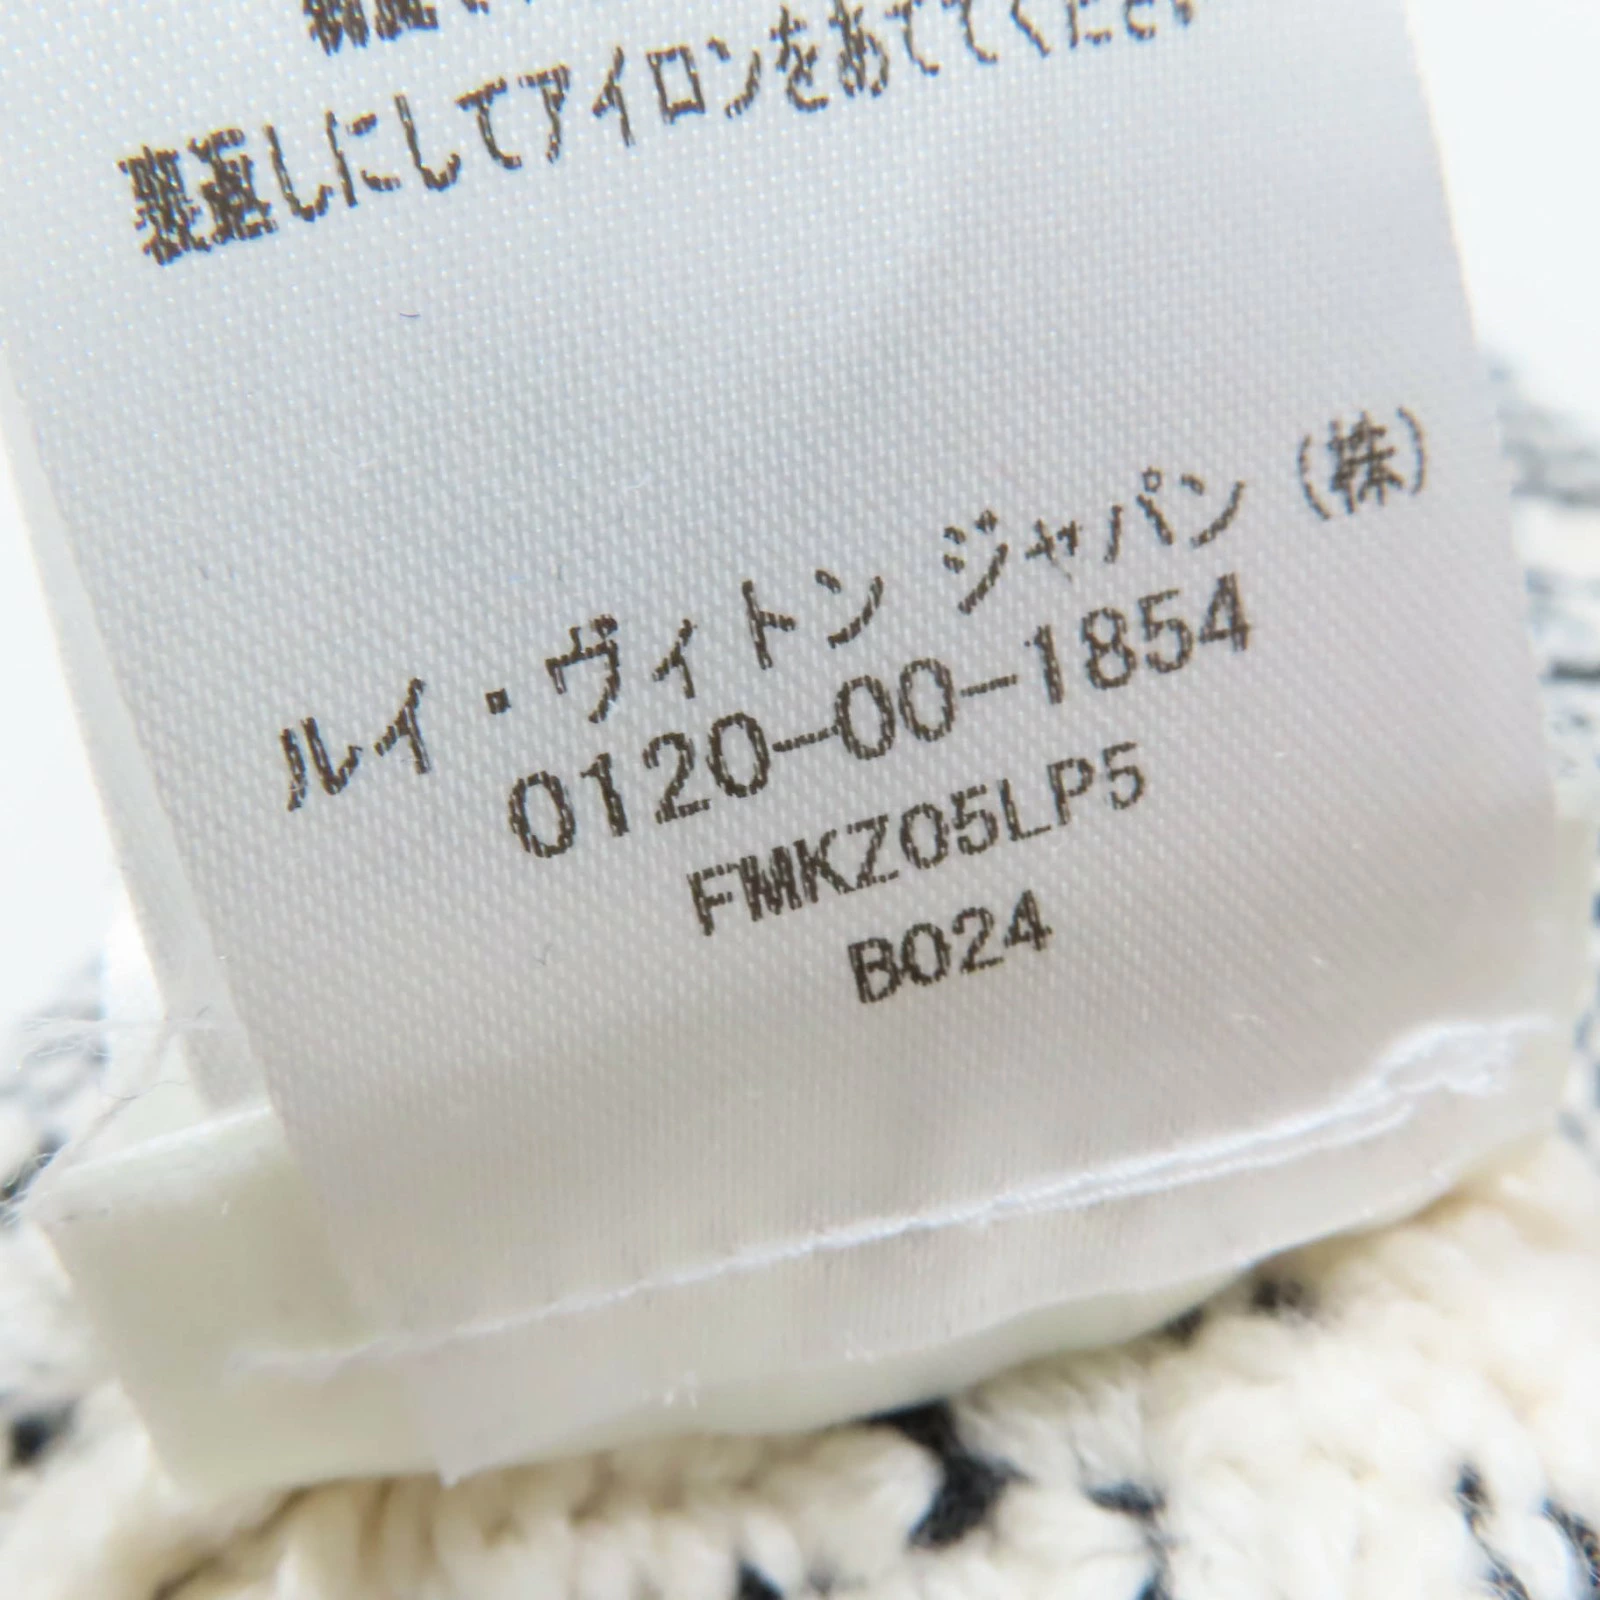 裏返しにしてアイロンをあててください
ルイ・ヴィトン ジャパン (株)
0120-00-1854
FMKZ05LP5
B024